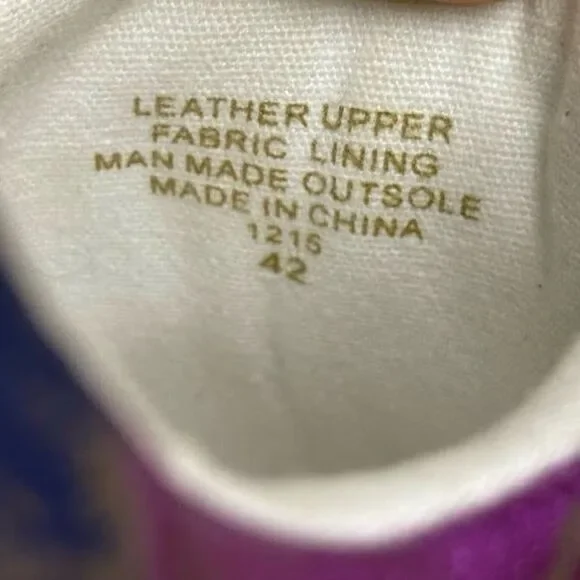 LEATHER UPPER
FABRIC LINING
MAN MADE OUTSOLE
MADE IN CHINA
1216
42